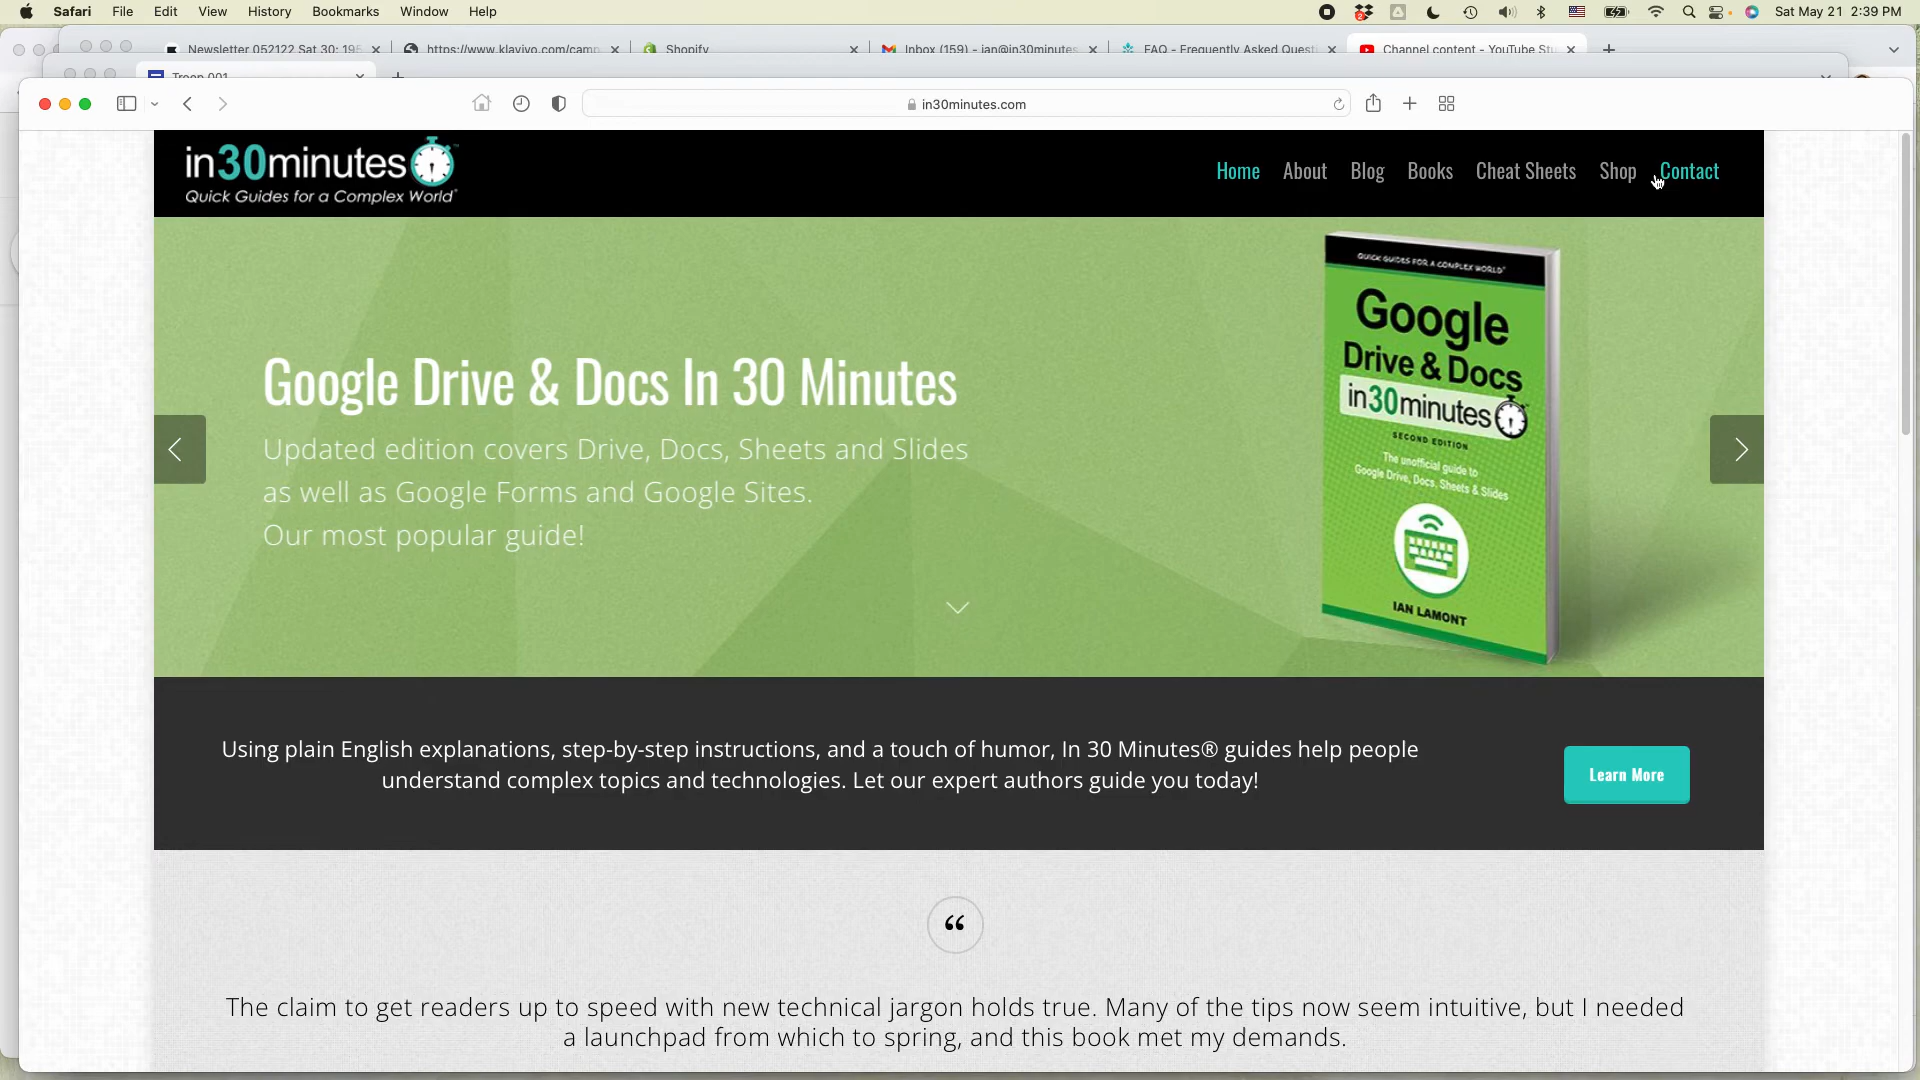 Safari File Edit View History Bookmarks Window Help
Sat May 21 2:39 PM
Newsletter 052122 Sat 30: 195
https://www.klaviyo.com/camp
Shopify
Inbox (159) - ian@in30minutes
FAQ - Frequently Asked Questi
Channel content - YouTube Stu
Troop 001
in30minutes.com
in30minutes™
Quick Guides for a Complex World™
Home About Blog Books Cheat Sheets Shop Contact
Google Drive & Docs In 30 Minutes
Updated edition covers Drive, Docs, Sheets and Slides
as well as Google Forms and Google Sites.
Our most popular guide!
QUICK GUIDES FOR A COMPLEX WORLD™
Google
Drive & Docs
in30minutes™
SECOND EDITION
The unofficial guide to
Google Drive, Docs, Sheets & Slides
IAN LAMONT
Using plain English explanations, step-by-step instructions, and a touch of humor, In 30 Minutes® guides help people
understand complex topics and technologies. Let our expert authors guide you today!
Learn More
“
The claim to get readers up to speed with new technical jargon holds true. Many of the tips now seem intuitive, but I needed
a launchpad from which to spring, and this book met my demands.